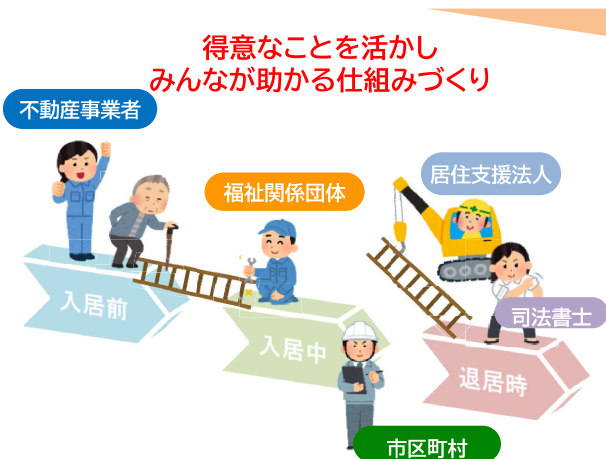 得意なことを活かし
みんなが助かる仕組みづくり
不動産事業者
福祉関係団体
居住支援法人
司法書士
入居前
入居中
退居時
市区町村